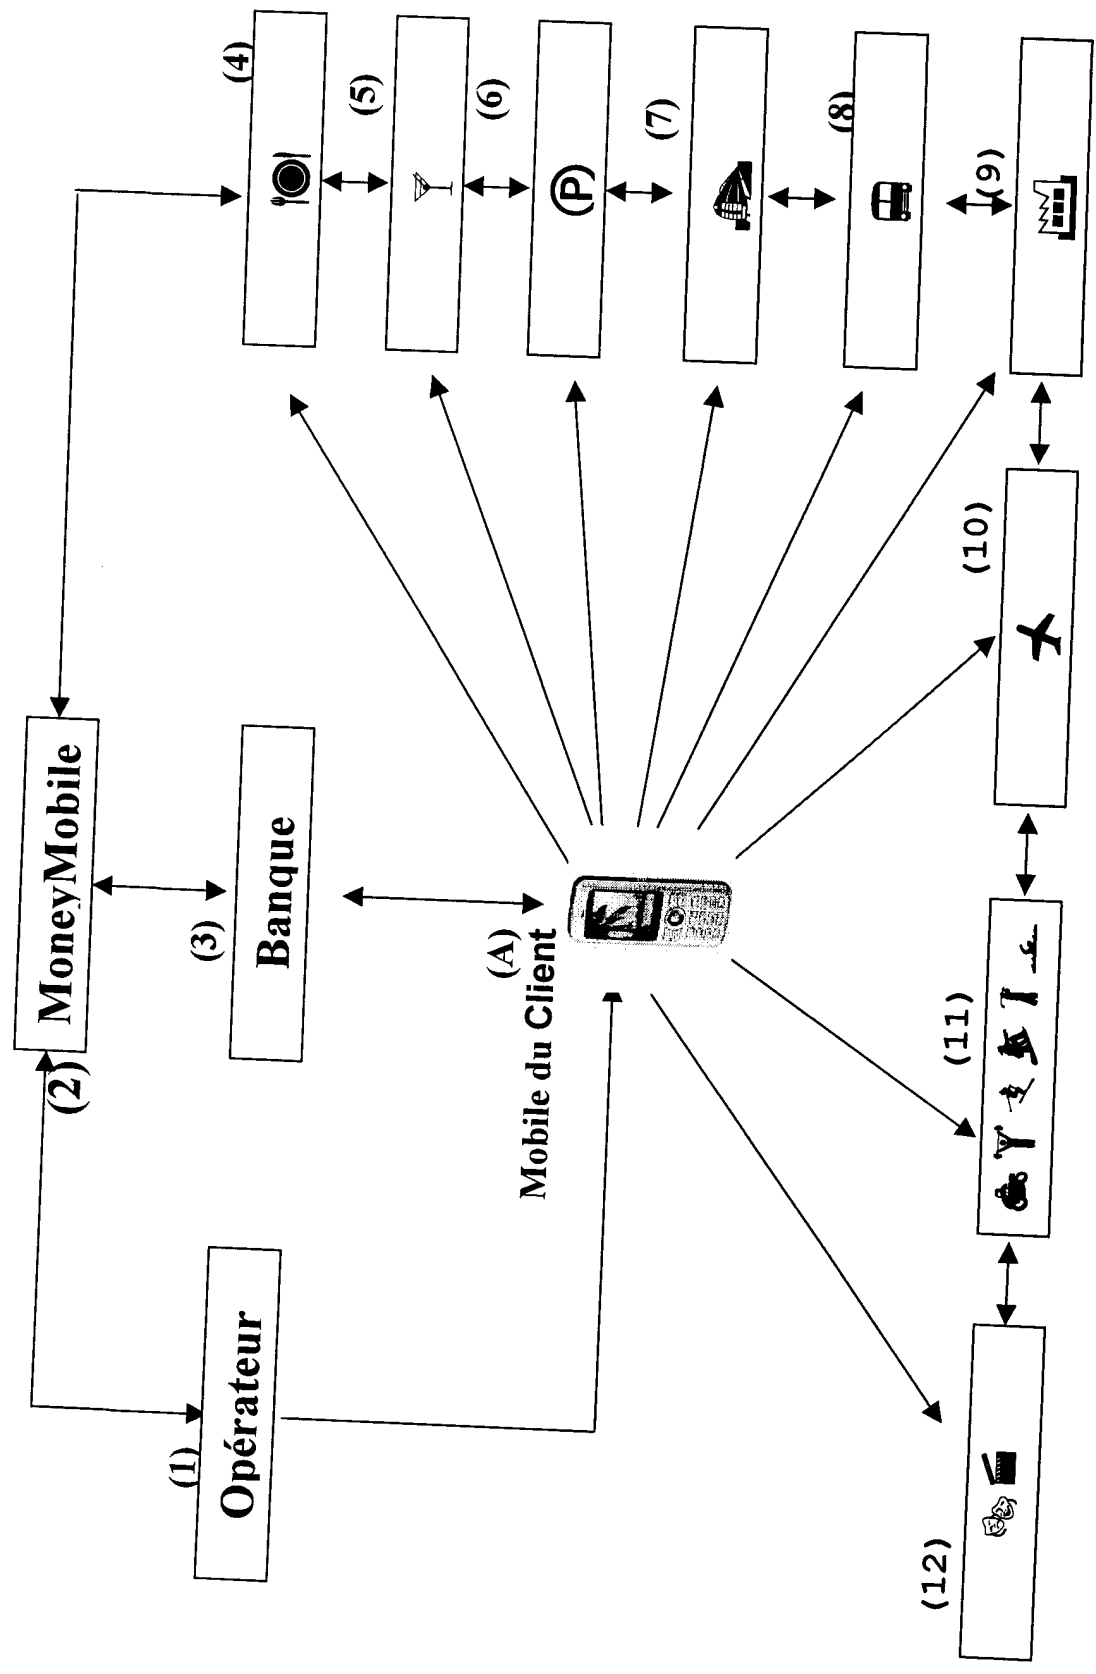 (2)
MoneyMobile
(1)
Opérateur
(3)
Banque
(4)
(5)
(6)
(P)
(7)
(8)
(9)
(A)
Mobile du Client
(10)
(11)
(12)